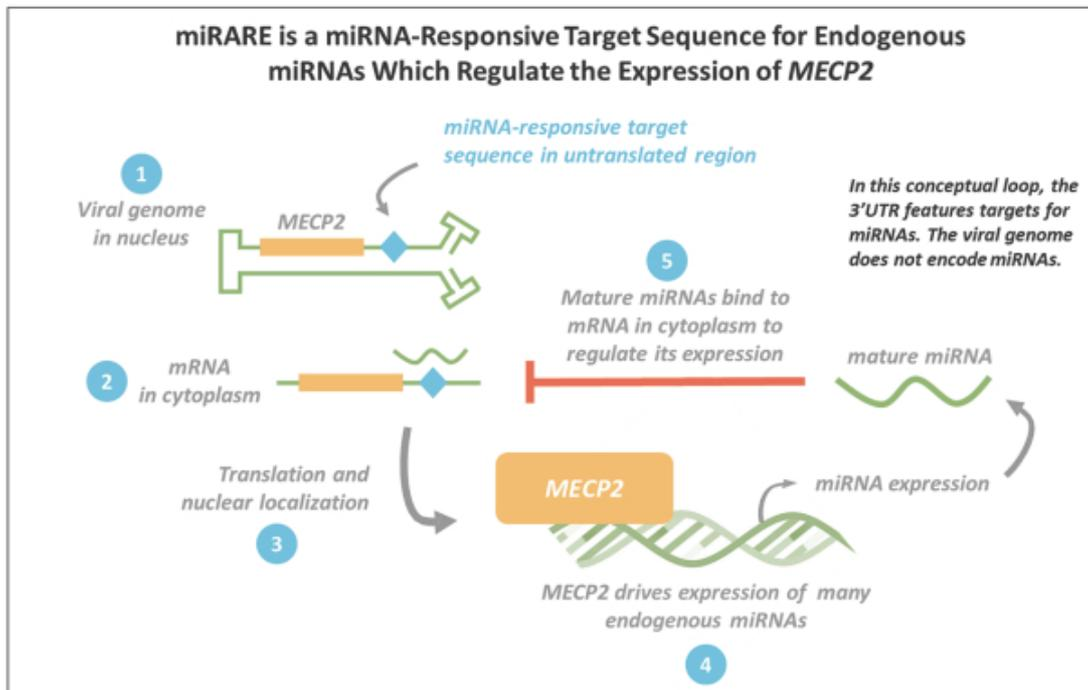 miRARE is a miRNA-Responsive Target Sequence for Endogenous
miRNAs Which Regulate the Expression of MECP2
miRNA-responsive target
sequence in untranslated region
1
Viral genome
in nucleus
MECP2
In this conceptual loop, the
3'UTR features targets for
miRNAs. The viral genome
does not encode miRNAs.
5
Mature miRNAs bind to
mRNA in cytoplasm to
regulate its expression
2
mRNA
in cytoplasm
mature miRNA
Translation and
nuclear localization
3
MECP2
miRNA expression
MECP2 drives expression of many
endogenous miRNAs
4